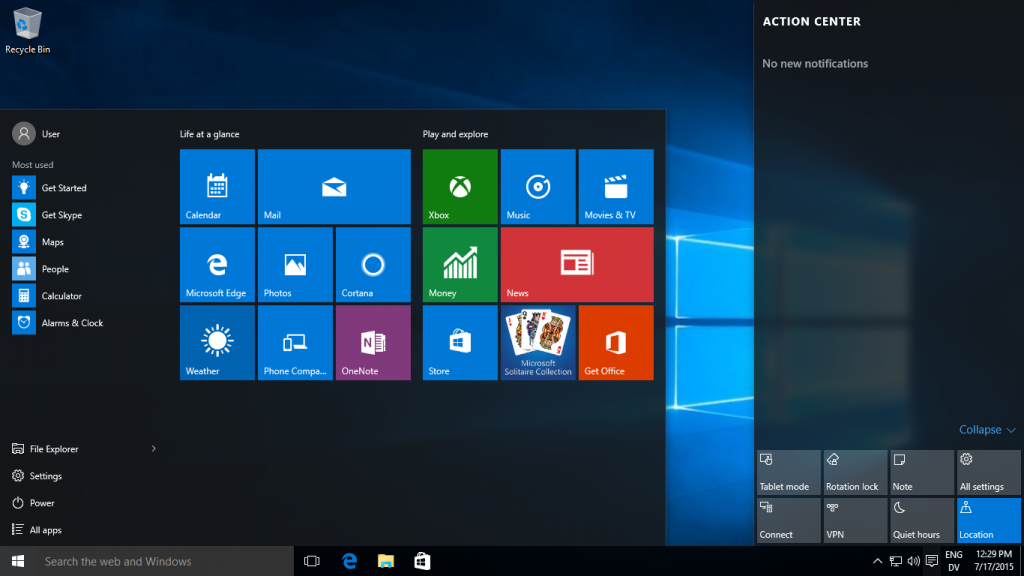 Recycle Bin
User
Most used
Get Started
Get Skype
Maps
People
Calculator
Alarms & Clock
File Explorer
Settings
Power
All apps
Life at a glance
Calendar
Mail
Microsoft Edge
Photos
Cortana
Weather
Phone Compa...
OneNote
Play and explore
Xbox
Music
Movies & TV
Money
News
Store
Microsoft
Solitaire Collection
Get Office
ACTION CENTER
No new notifications
Collapse
Tablet mode
Rotation lock
Note
All settings
Connect
VPN
Quiet hours
Location
Search the web and Windows
ENG
DV
12:29 PM
7/17/2015